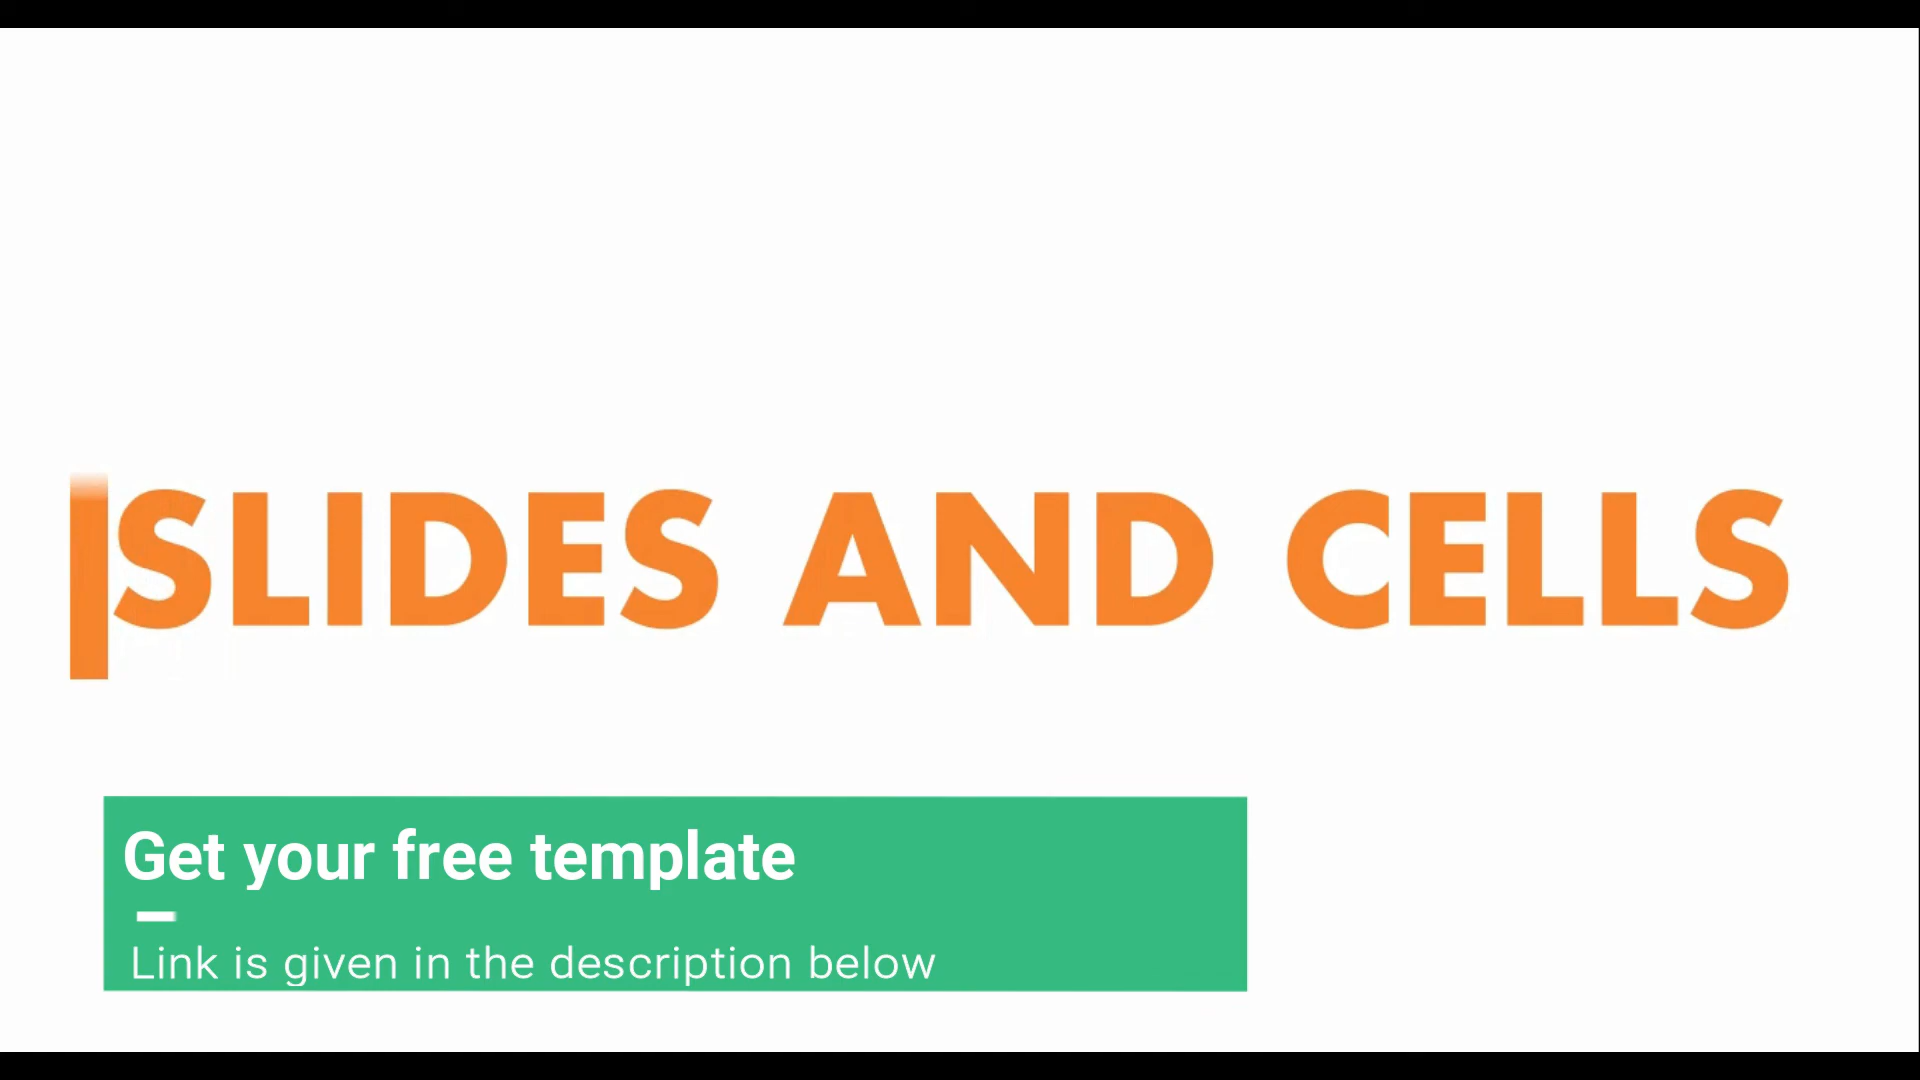 SLIDES AND CELLS
Get your free template
Link is given in the description below